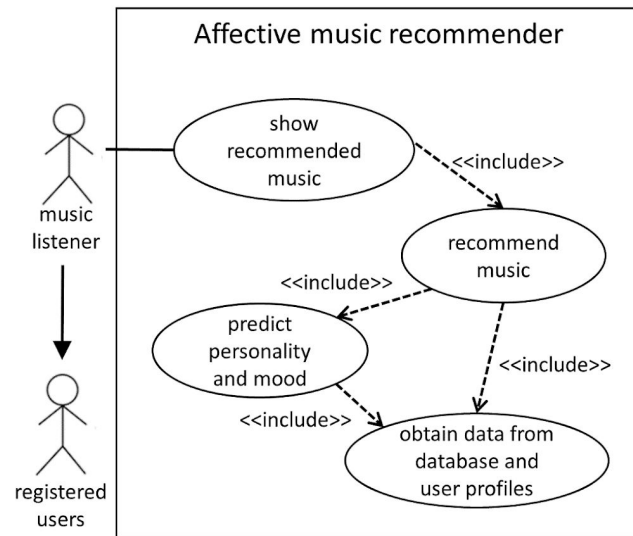 Affective music recommender
show
recommended
music
<<include>>
music
listener
recommend
music
<<include>>
predict
personality
and mood
<<include>>
<<include>>
obtain data from
database and
user profiles
registered
users